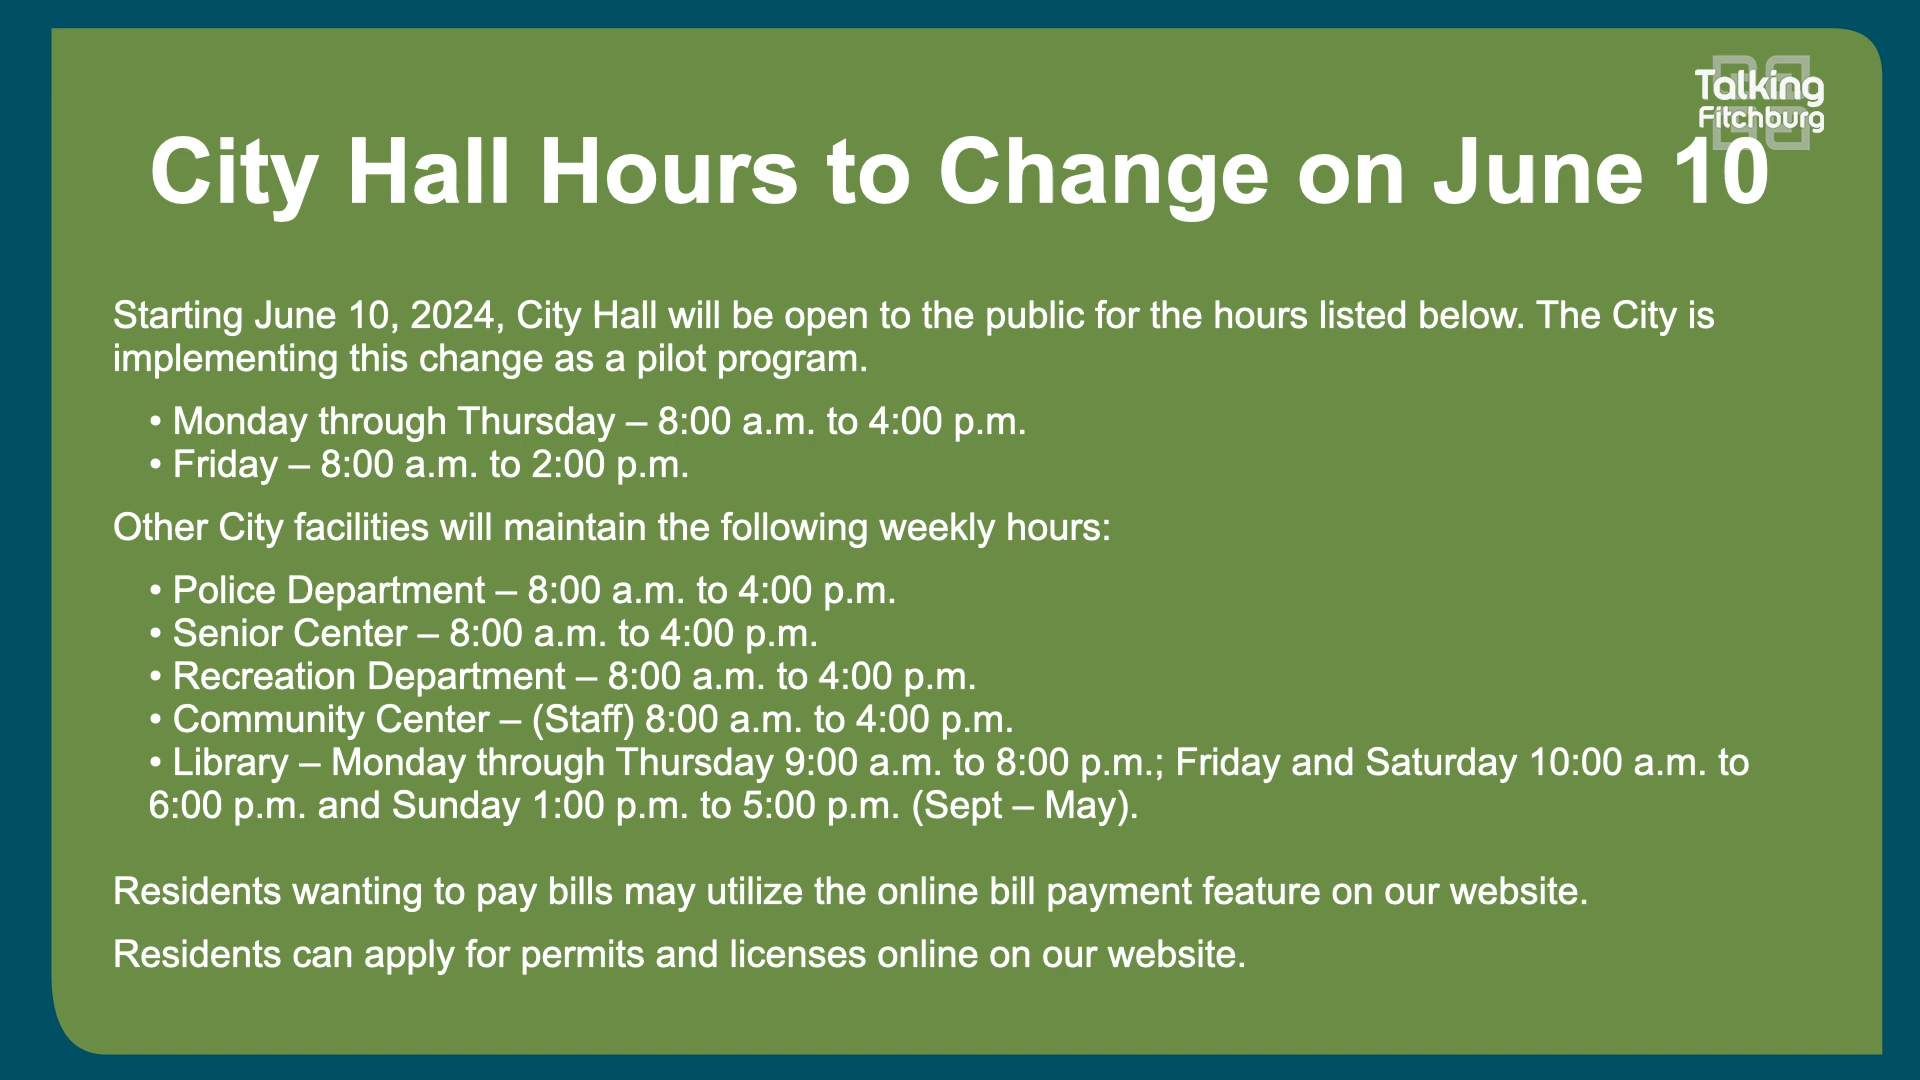 Talking
Fitchburg
City Hall Hours to Change on June 10
Starting June 10, 2024, City Hall will be open to the public for the hours listed below. The City is
implementing this change as a pilot program.
• Monday through Thursday – 8:00 a.m. to 4:00 p.m.
• Friday – 8:00 a.m. to 2:00 p.m.
Other City facilities will maintain the following weekly hours:
• Police Department – 8:00 a.m. to 4:00 p.m.
• Senior Center – 8:00 a.m. to 4:00 p.m.
• Recreation Department – 8:00 a.m. to 4:00 p.m.
• Community Center – (Staff) 8:00 a.m. to 4:00 p.m.
• Library – Monday through Thursday 9:00 a.m. to 8:00 p.m.; Friday and Saturday 10:00 a.m. to
6:00 p.m. and Sunday 1:00 p.m. to 5:00 p.m. (Sept – May).
Residents wanting to pay bills may utilize the online bill payment feature on our website.
Residents can apply for permits and licenses online on our website.